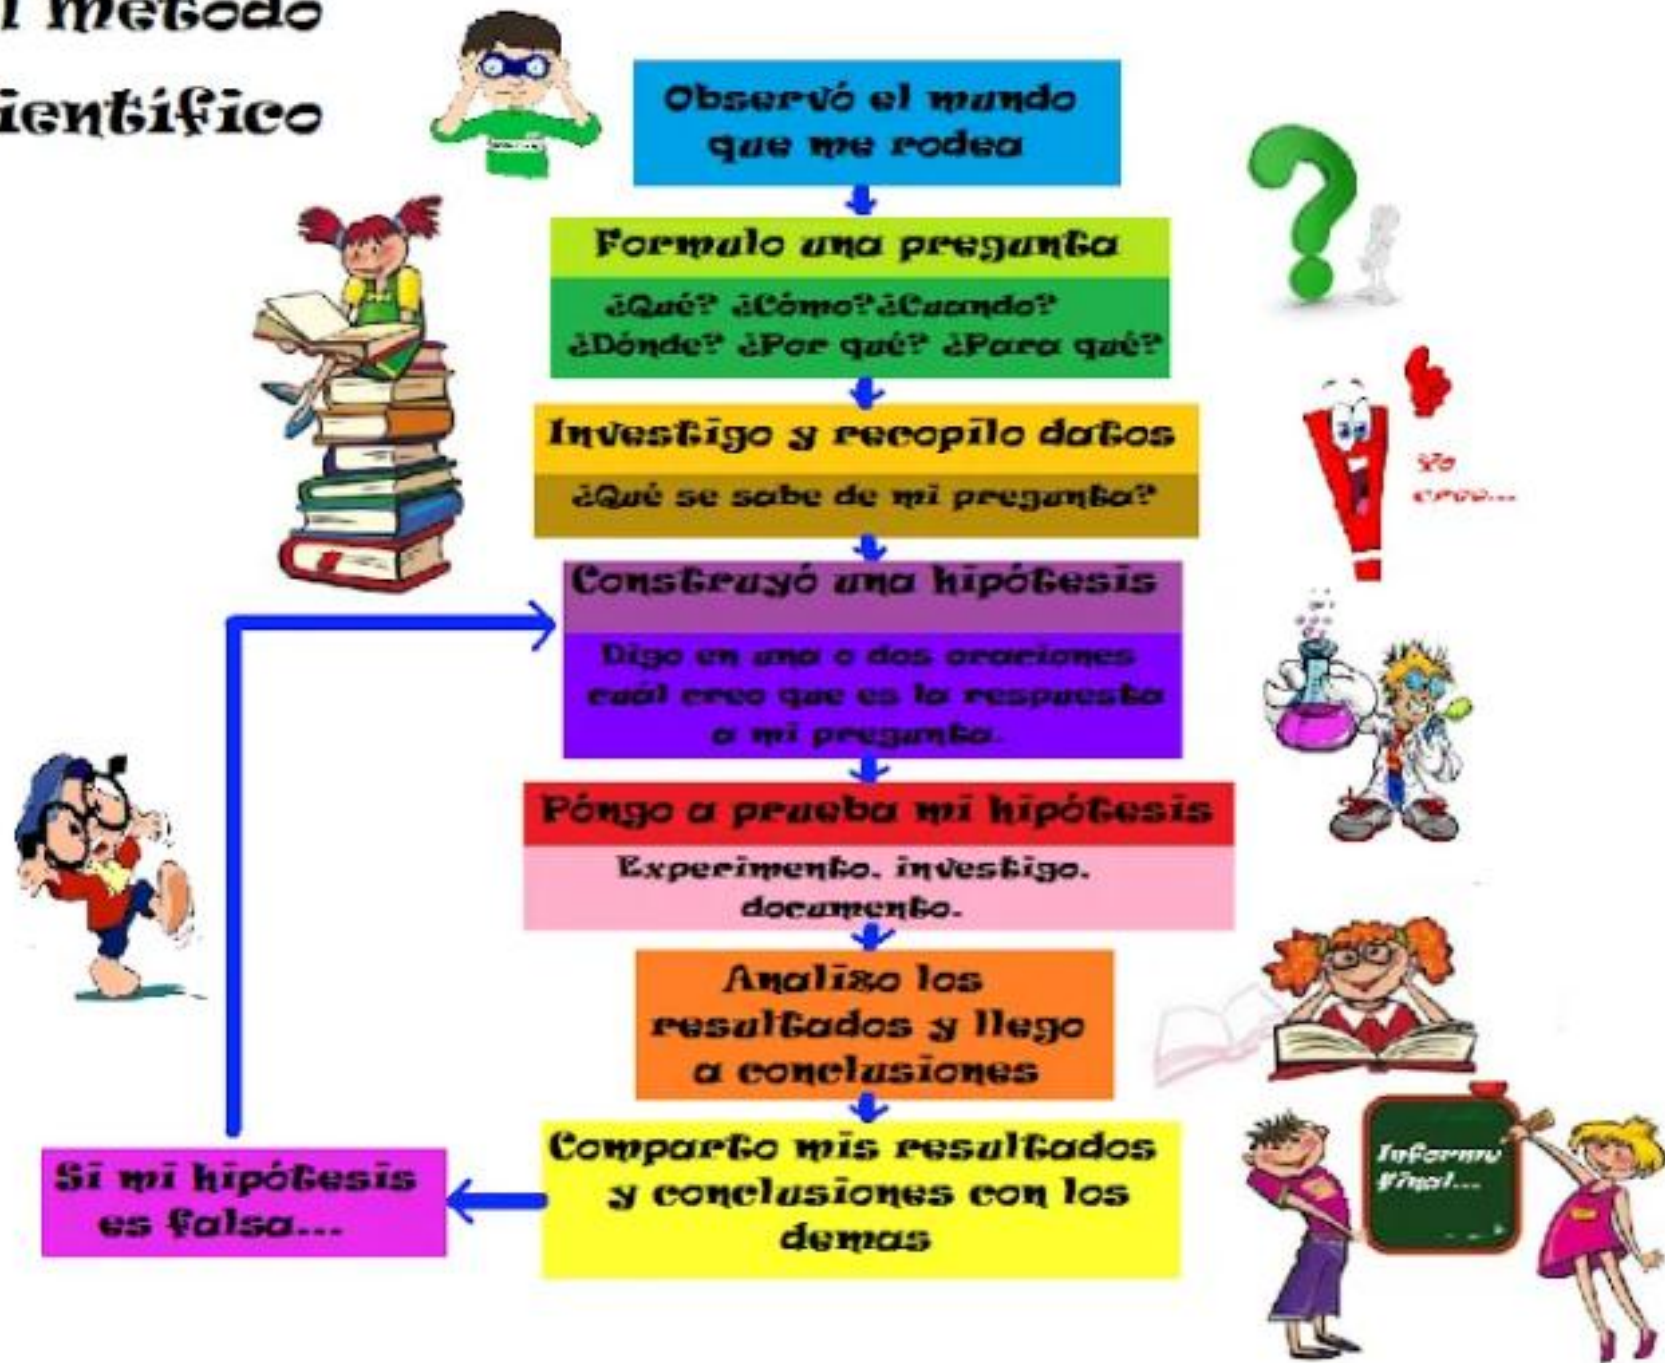 l método
ientífico
Observó el mundo
que me rodea
Formulo una pregunta
¿Qué? ¿Cómo?¿Cuando?
¿Dónde? ¿Por qué? ¿Para qué?
Investigo y recopilo datos
¿Qué se sabe de mi pregunta?
Yo
creo...
Construyó una hipótesis
Digo en una o dos oraciones
cuál creo que es la respuesta
a mi pregunta.
Póngo a prueba mi hipótesis
Experimento. investigo.
documento.
Analizo los
resultados y llego
a conclusiones
Comparto mis resultados
y conclusiones con los
demas
Si mi hipótesis
es falsa...
Informe
Final...